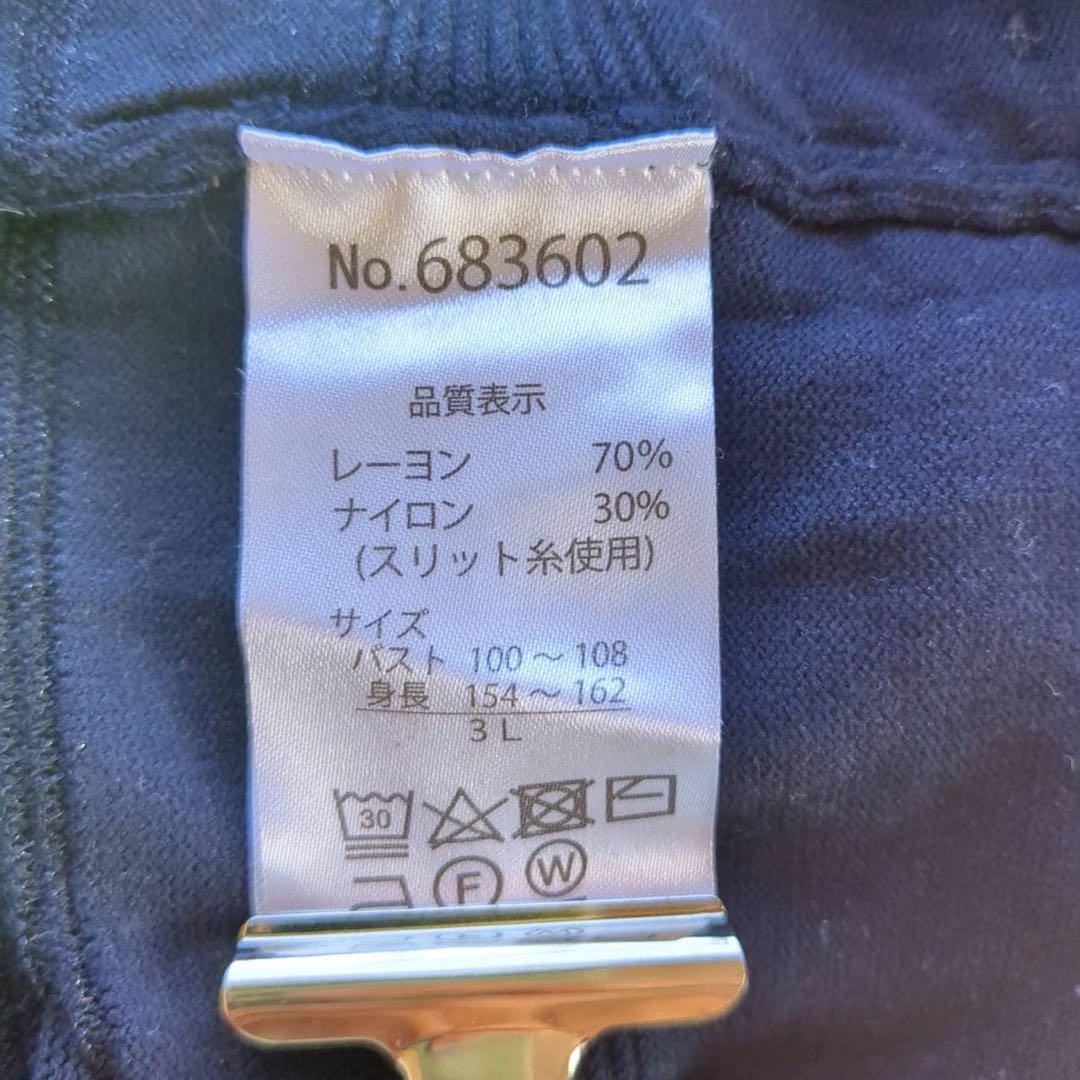 No.683602
品質表示
レーヨン 70%
ナイロン 30%
(スリット糸使用)
サイズ
バスト 100～108
身長 154～162
3L
30
F W